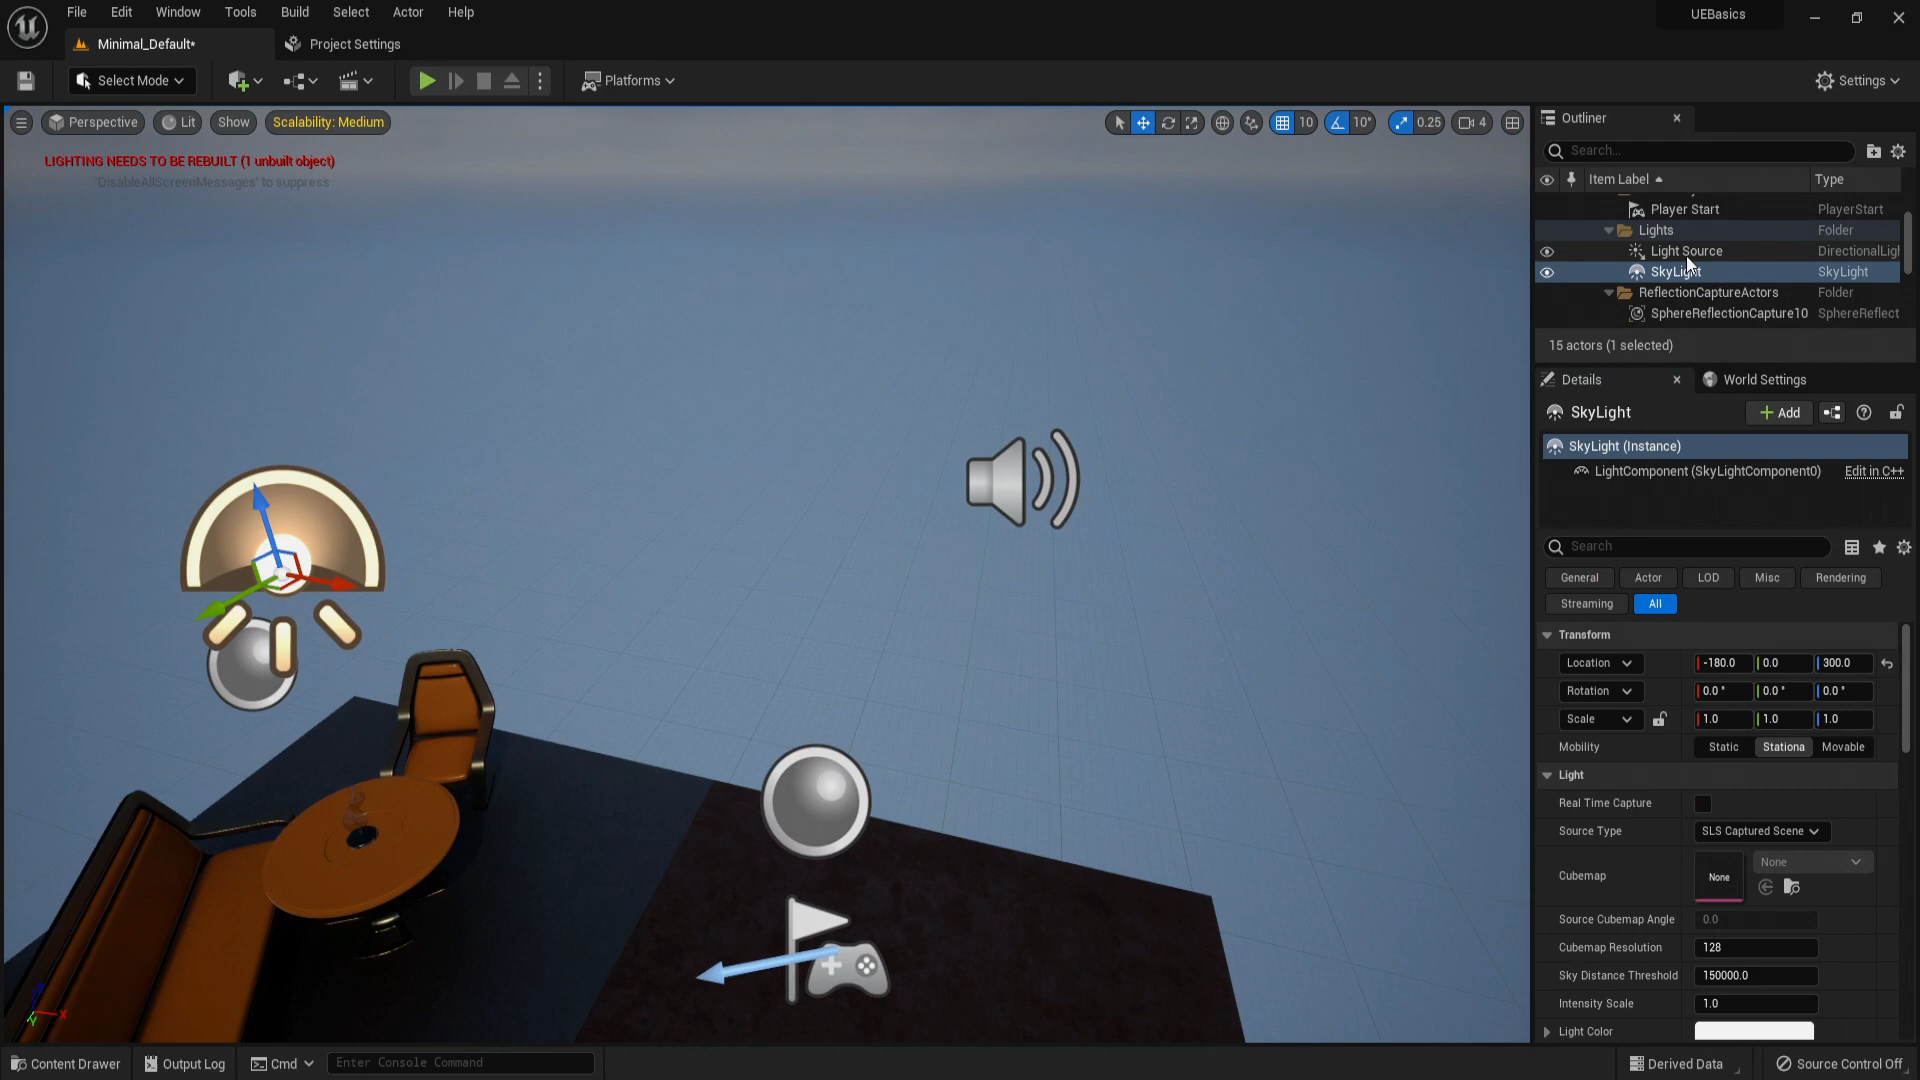 File Edit Window Tools Build Select Actor Help
UEBasics
Minimal_Default*
Project Settings
Select Mode
Platforms
Settings
Perspective
Lit
Show
Scalability: Medium
10
10°
0.25
4
LIGHTING NEEDS TO BE REBUILT (1 unbuilt object)
'DisableAllScreenMessages' to suppress
Outliner
Search...
Item Label
Type
Player Start
PlayerStart
Lights
Folder
Light Source
DirectionalLigh
SkyLight
SkyLight
ReflectionCaptureActors
Folder
SphereReflectionCapture10
SphereReflect
15 actors (1 selected)
Details
World Settings
SkyLight
Add
SkyLight (Instance)
LightComponent (SkyLightComponent0)
Edit in C++
Search
General
Actor
LOD
Misc
Rendering
Streaming
All
Transform
Location
-180.0
0.0
300.0
Rotation
0.0 °
0.0 °
0.0 °
Scale
1.0
1.0
1.0
Mobility
Static
Stationa
Movable
Light
Real Time Capture
Source Type
SLS Captured Scene
Cubemap
None
None
Source Cubemap Angle
0.0
Cubemap Resolution
128
Sky Distance Threshold
150000.0
Intensity Scale
1.0
Light Color
X
Y
Content Drawer
Output Log
Cmd
Enter Console Command
Derived Data
Source Control Off